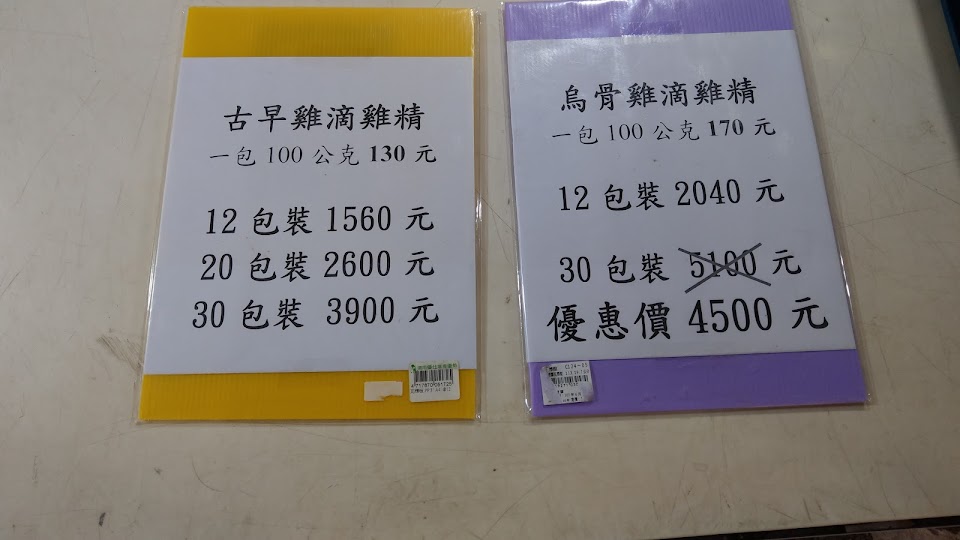 古早雞滴雞精
一包 100 公克 130 元
12 包裝 1560 元
20 包裝 2600 元
30 包裝 3900 元
烏骨雞滴雞精
一包 100 公克 170 元
12 包裝 2040 元
30 包裝 5100 元
優惠價 4500 元